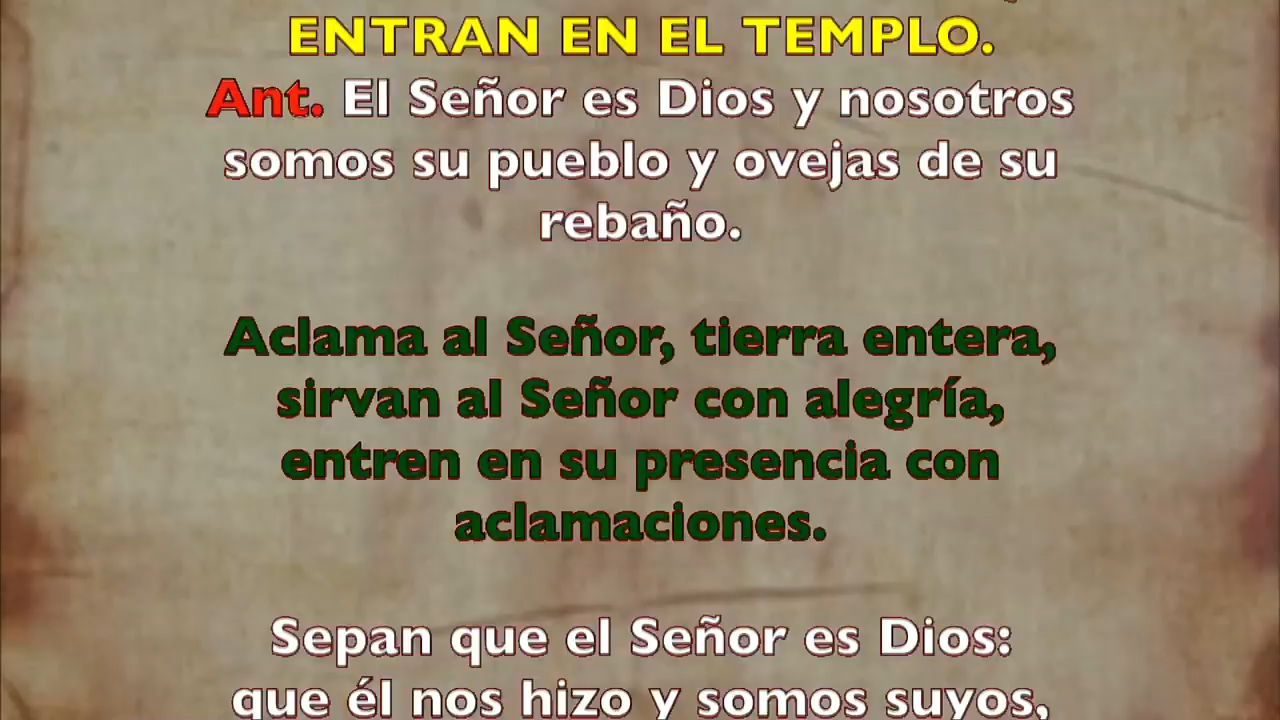 ENTRAN EN EL TEMPLO.
Ant. El Señor es Dios y nosotros
somos su pueblo y ovejas de su
rebaño.
Aclama al Señor, tierra entera,
sirvan al Señor con alegría,
entren en su presencia con
aclamaciones.
Sepan que el Señor es Dios:
que él nos hizo y somos suyos,